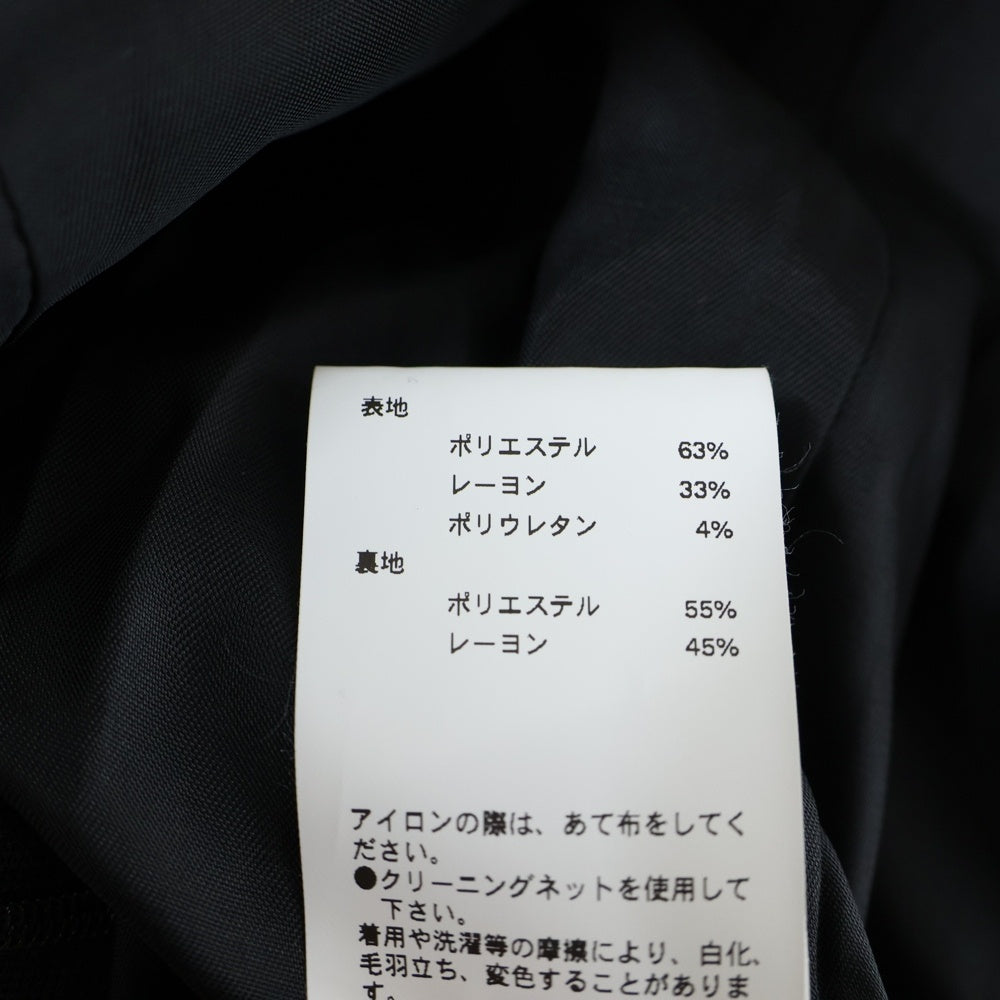 表地
ポリエステル 63%
レーヨン 33%
ポリウレタン 4%
裏地
ポリエステル 55%
レーヨン 45%
アイロンの際は、あて布をしてく
ださい。
●クリーニングネットを使用して
下さい。
着用や洗濯等の摩擦により、白化、
毛羽立ち、変色することがありま
す。